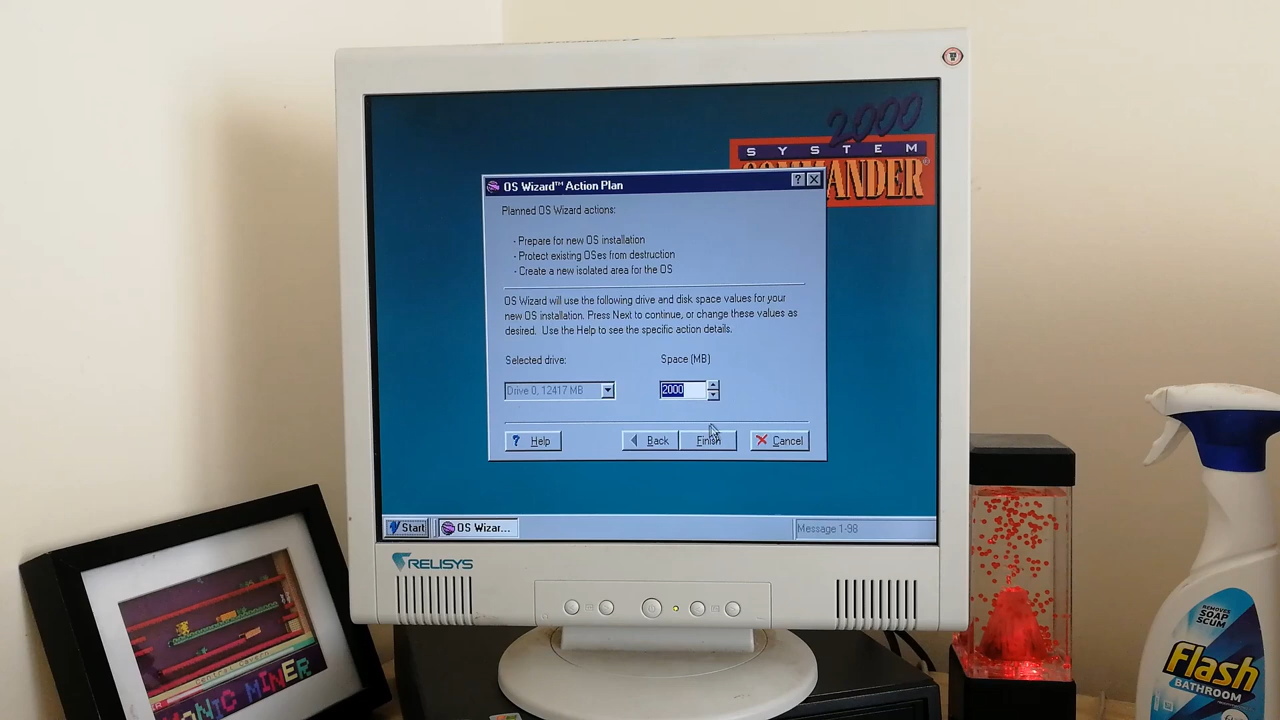 2000
SYSTEM
COMMANDER
OS Wizard™ Action Plan
Planned OS Wizard actions:
- Prepare for new OS installation
- Protect existing OSes from destruction
- Create a new isolated area for the OS
OS Wizard will use the following drive and disk space values for your
new OS installation. Press Next to continue, or change these values as
desired. Use the Help to see the specific action details.
Selected drive:
Space (MB)
Drive 0, 12417 MB
2000
? Help
Back
Finish
Cancel
Start
OS Wizar...
Message 1-98
RELISYS
Central Cavern
MANIC MINER
REMOVES
SOAP
SCUM
Flash
BATHROOM